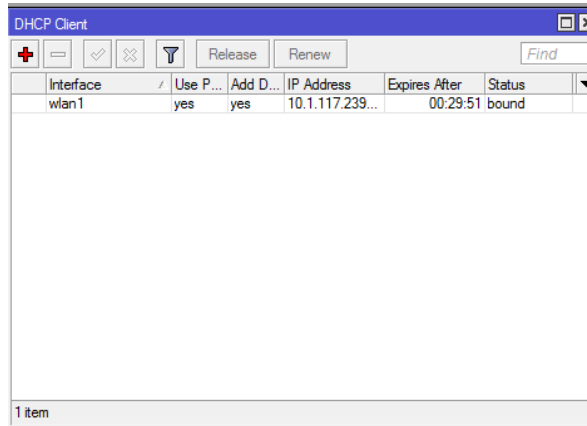 DHCP Client
Release Renew Find
Interface Use P... Add D... IP Address Expires After Status
wlan1 yes yes 10.1.117.239... 00:29:51 bound
1 item